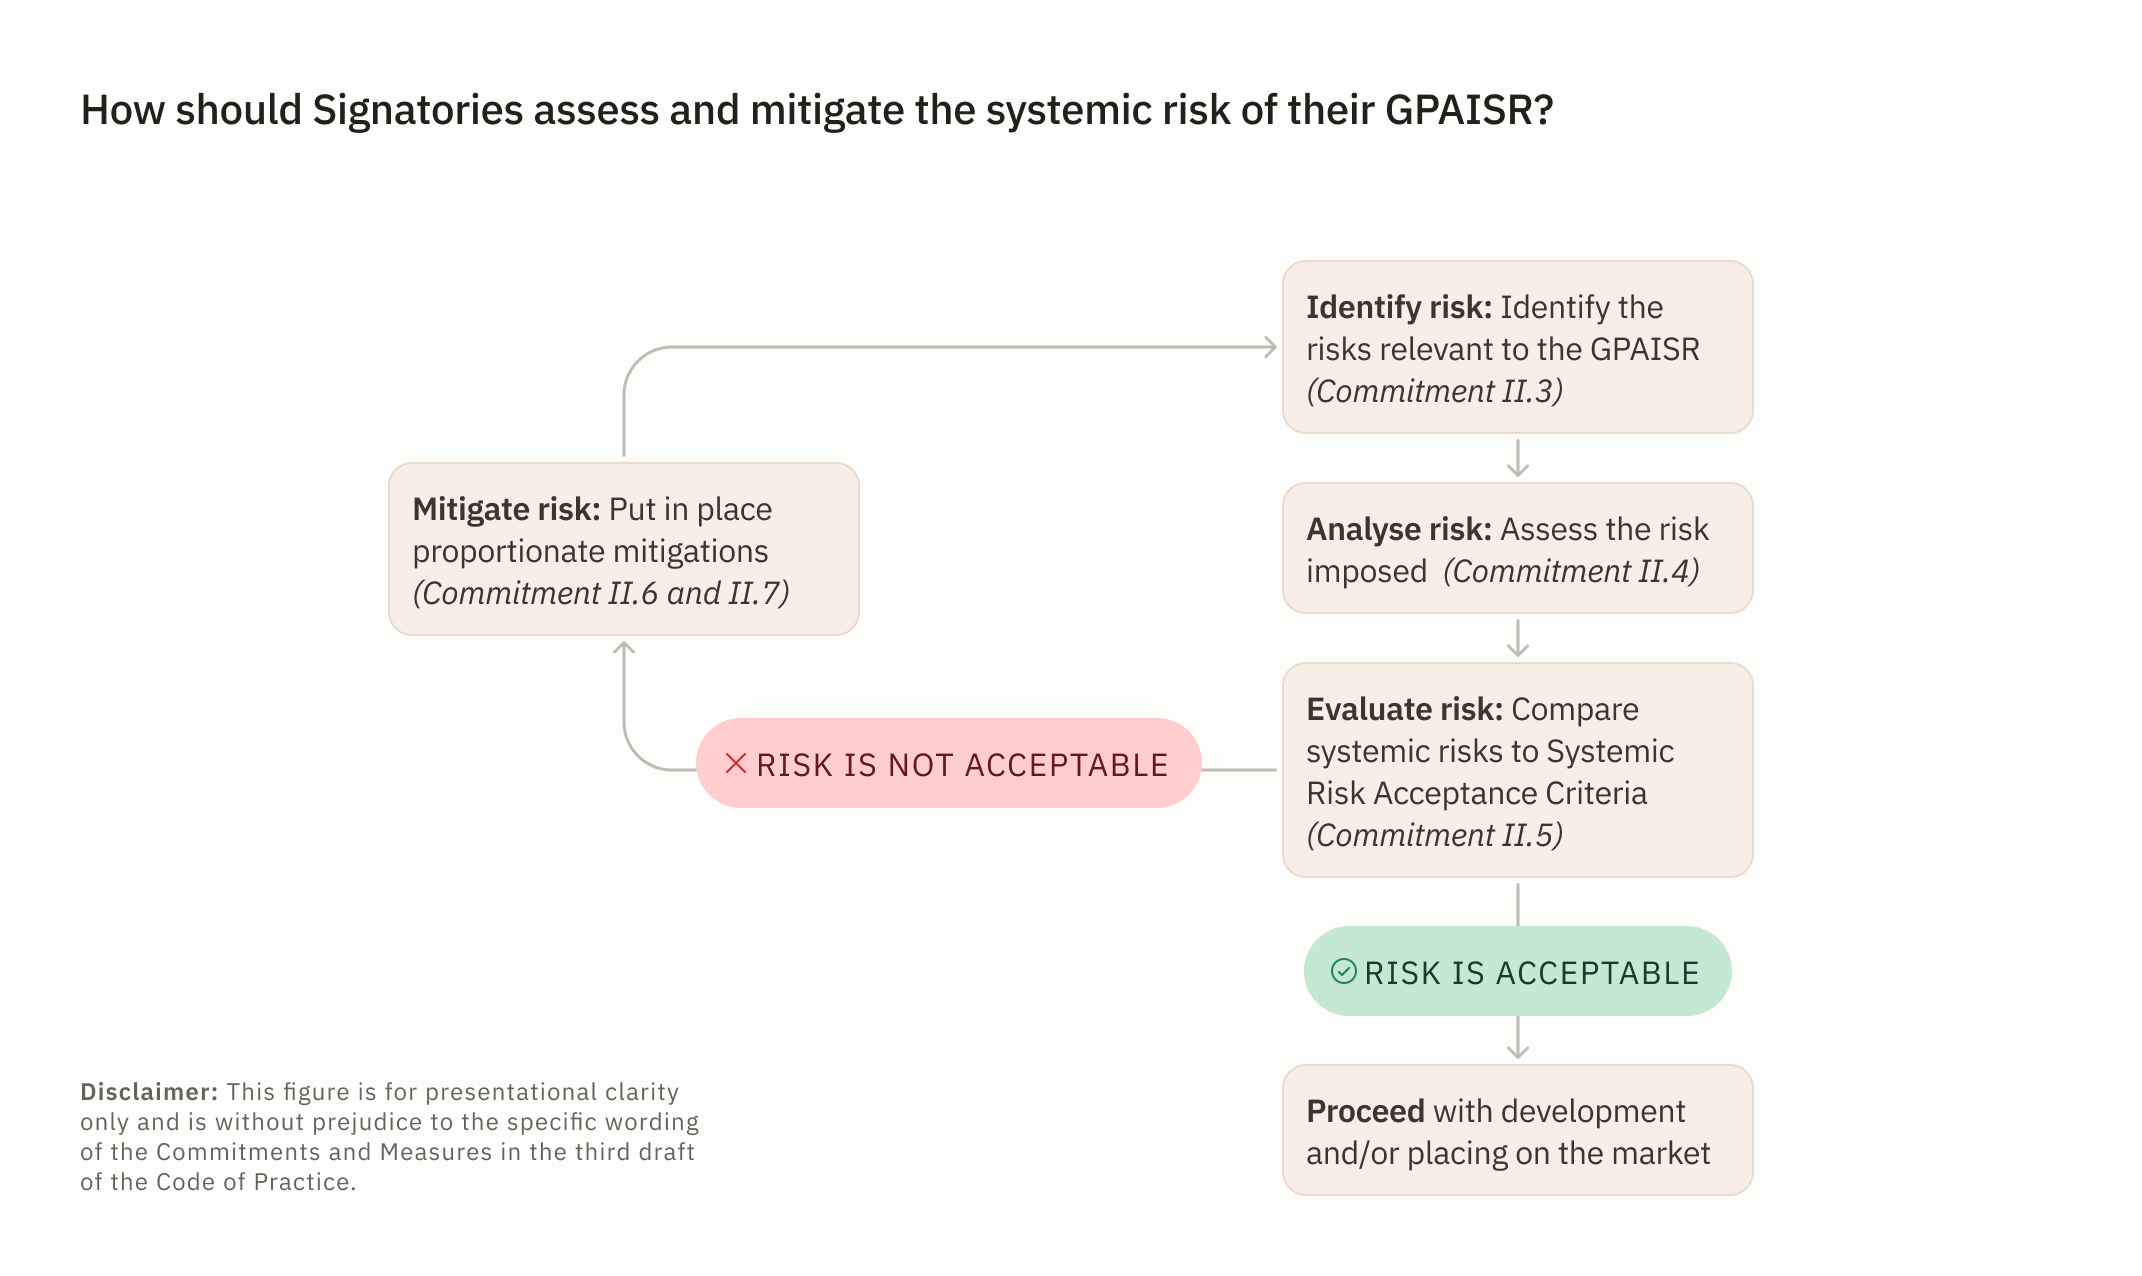 How should Signatories assess and mitigate the systemic risk of their GPAISR?
Identify risk: Identify the
risks relevant to the GPAISR
(Commitment II.3)
Analyse risk: Assess the risk
imposed (Commitment II.4)
Evaluate risk: Compare
systemic risks to Systemic
Risk Acceptance Criteria
(Commitment II.5)
RISK IS NOT ACCEPTABLE
Mitigate risk: Put in place
proportionate mitigations
(Commitment II.6 and II.7)
RISK IS ACCEPTABLE
Proceed with development
and/or placing on the market
Disclaimer: This figure is for presentational clarity
only and is without prejudice to the specific wording
of the Commitments and Measures in the third draft
of the Code of Practice.